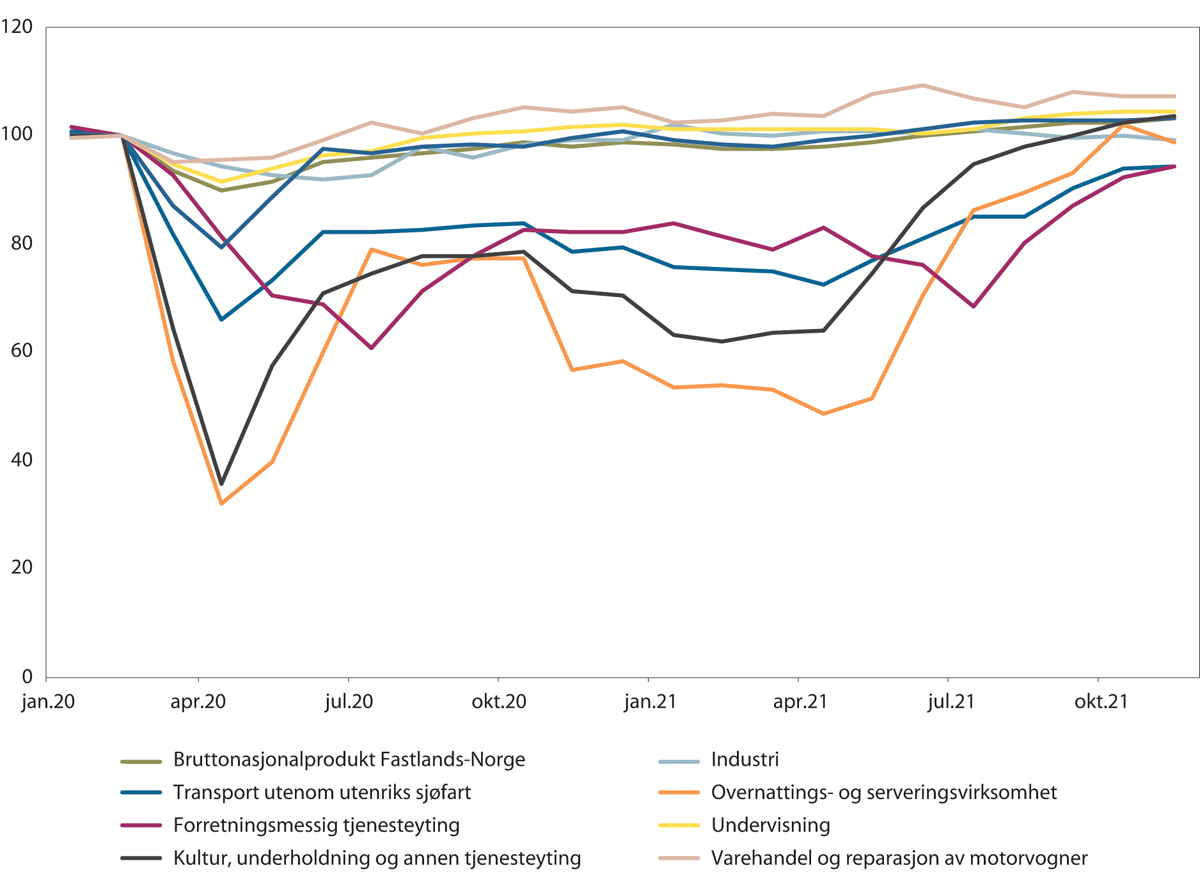 120
100
80
60
40
20
0
jan.20 apr.20 jul.20 okt.20 jan.21 apr.21 jul.21 okt.21
Bruttonasjonalprodukt Fastlands-Norge
Industri
Transport utenom utenriks sjøfart
Overnattings- og serveringsvirksomhet
Forretningsmessig tjenesteyting
Undervisning
Kultur, underholdning og annen tjenesteyting
Varehandel og reparasjon av motorvogner